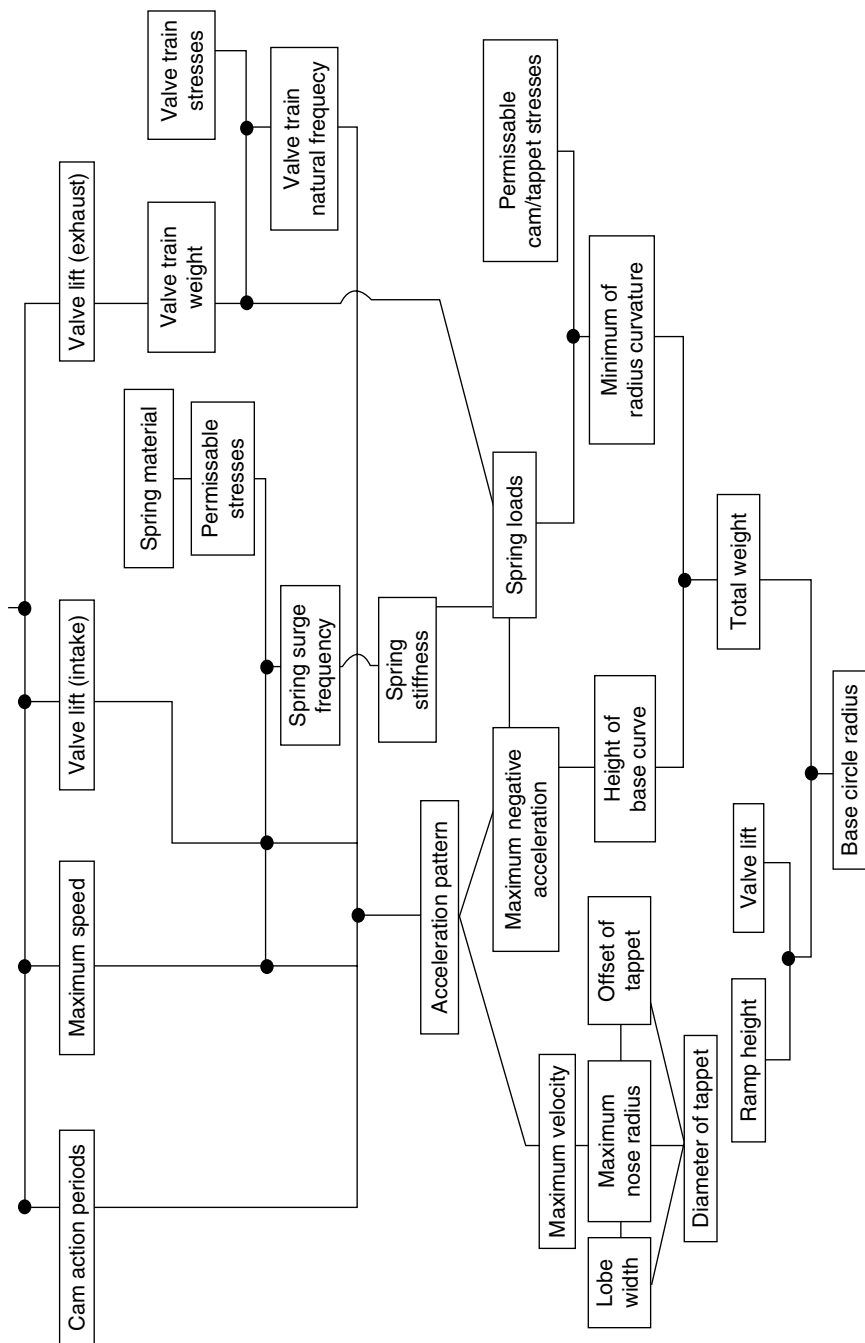 Cam action periods
Maximum speed
Valve lift (intake)
Valve lift (exhaust)
Spring material
Permissable
stresses
Valve train
weight
Valve train
stresses
Valve train
natural frequecy
Spring surge
frequency
Spring
stiffness
Acceleration pattern
Maximum negative
acceleration
Spring loads
Permissable
cam/tappet stresses
Maximum velocity
Lobe
width
Maximum
nose radius
Offset of
tappet
Height of
base curve
Minimum of
radius curvature
Diameter of tappet
Ramp height
Valve lift
Total weight
Base circle radius